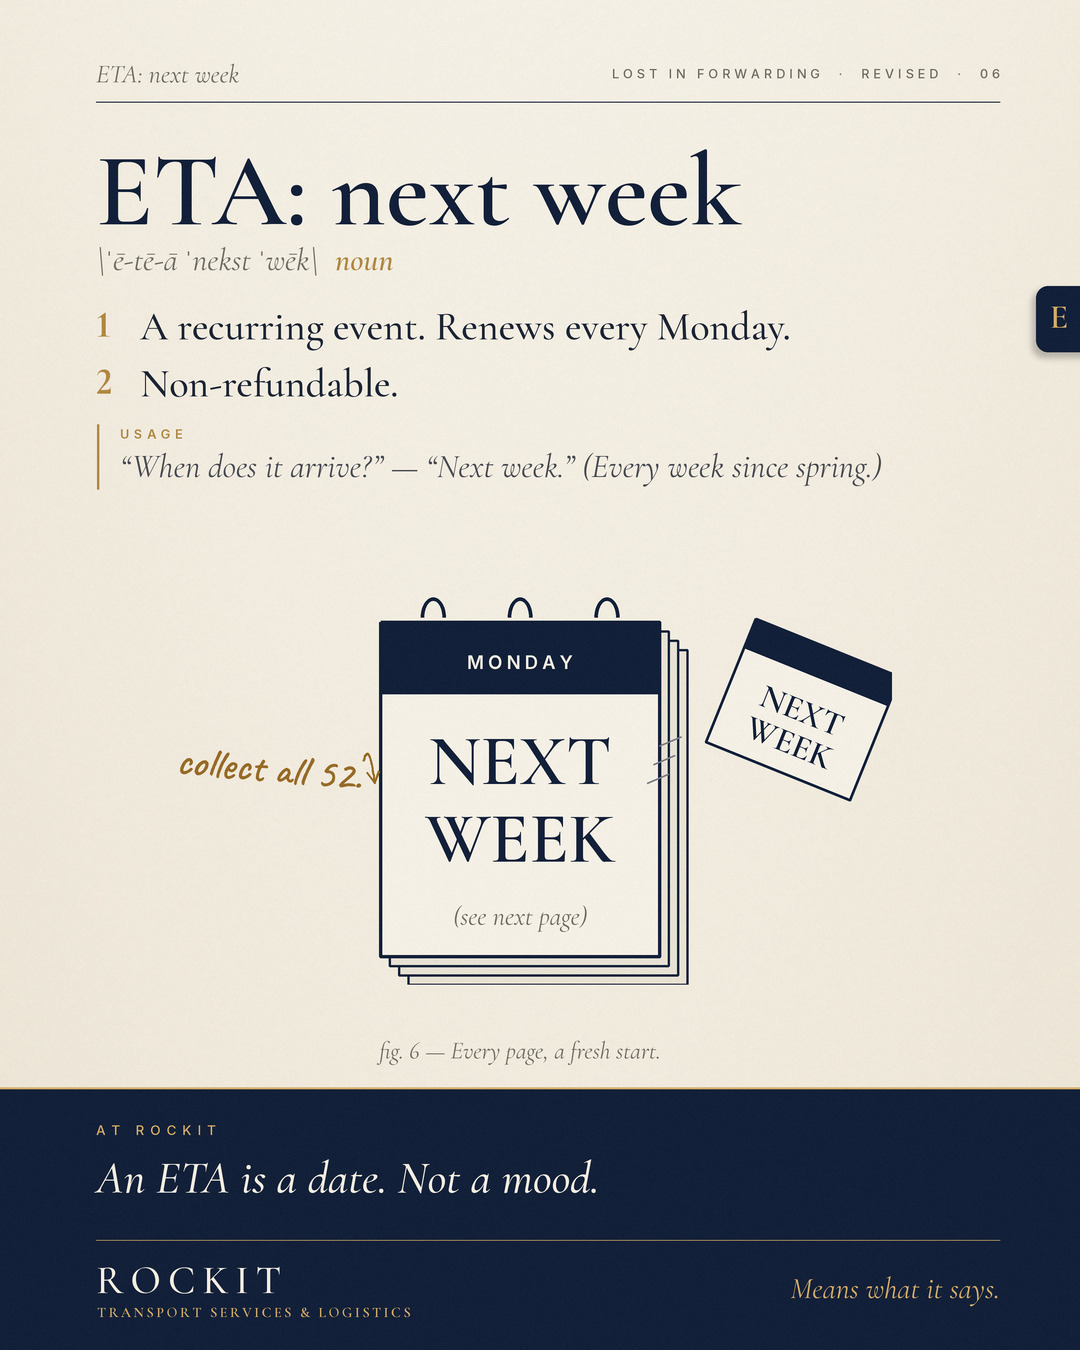 ETA: next week
LOST IN FORWARDING · REVISED · 06
ETA: next week
\ˈē-tē-ā ˈnekst ˈwēk\ noun
1 A recurring event. Renews every Monday.
2 Non-refundable.
USAGE
“When does it arrive?” — “Next week.” (Every week since spring.)
E
MONDAY
NEXT
WEEK
(see next page)
NEXT
WEEK
collect all 52.
fig. 6 — Every page, a fresh start.
AT ROCKIT
An ETA is a date. Not a mood.
ROCKIT
TRANSPORT SERVICES & LOGISTICS
Means what it says.